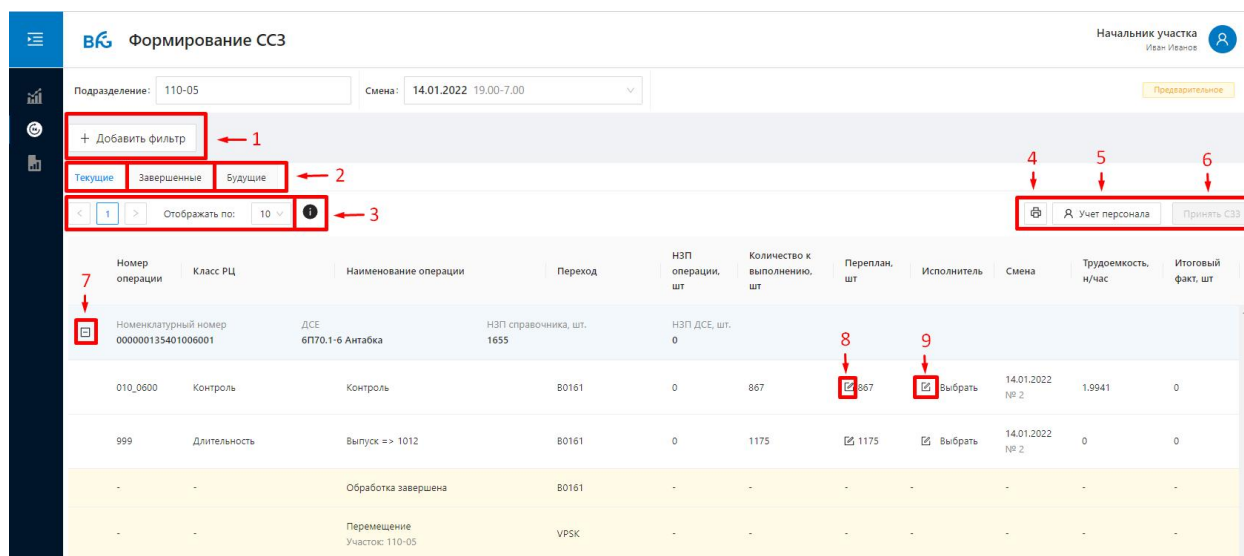 BFG Формирование ССЗ
Начальник участка
Иван Иванов
Подразделение: 110-05
Смена: 14.01.2022 19.00-7.00
Предварительное
+ Добавить фильтр
1
Текущие Завершенные Будущие
2
4 5 6
< 1 > Отображать по: 10
3
Учет персонала
Принять ССЗ
7
Номер операции
Класс РЦ
Наименование операции
Переход
НЗП операции, шт
Количество к выполнению, шт
Переплан, шт
Исполнитель
Смена
Трудоемкость, н/час
Итоговый факт, шт
Номенклатурный номер ДСЕ НЗП справочника, шт. НЗП ДСЕ, шт.
000000135401006001 6П70.1-6 Антабка 1655 0
8 9
010_0600 Контроль Контроль B0161 0 867 867 Выбрать 14.01.2022 1.9941 0
№ 2
999 Длительность Выпуск => 1012 B0161 0 1175 1175 Выбрать 14.01.2022 0 0
№ 2
- - Обработка завершена B0161 - - - - - - -
- - Перемещение VPSK - - - - - - -
Участок: 110-05